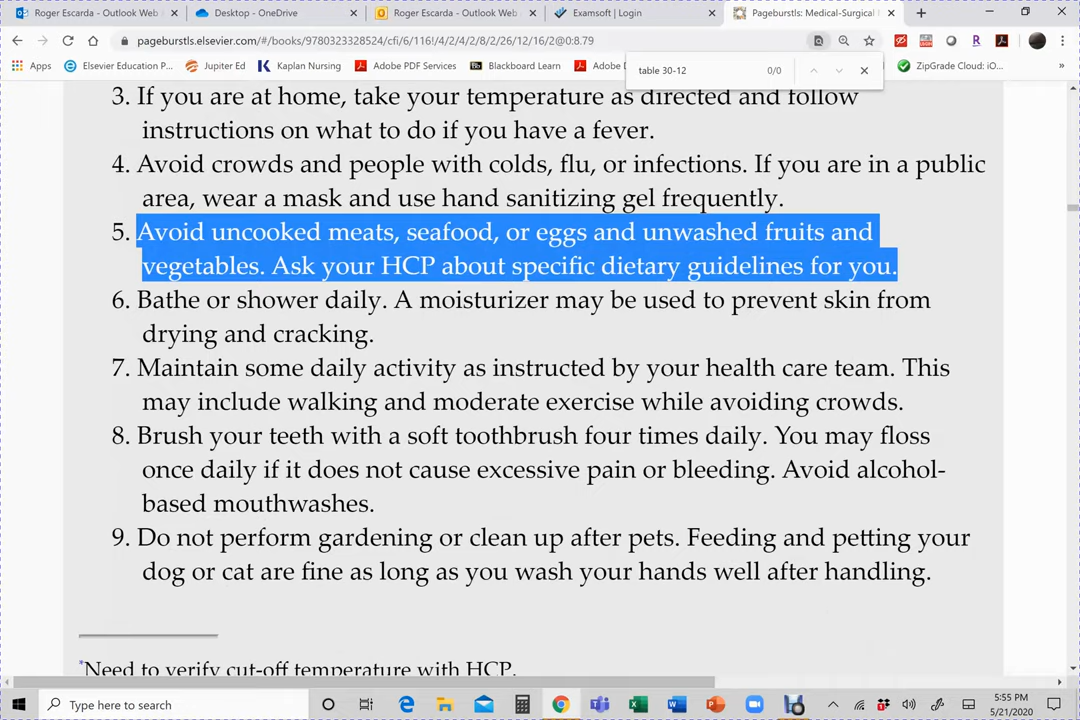 Roger Escarda - Outlook Web
Desktop - OneDrive
Roger Escarda - Outlook Web
Examsoft | Login
Pageburstls: Medical-Surgical
pageburstls.elsevier.com/#/books/9780323328524/cfi/6/116!/4/2/4/2/8/2/26/12/16/2@0:8.79
Apps
Elsevier Education P...
Jupiter Ed
Kaplan Nursing
Adobe PDF Services
Bb Blackboard Learn
Adobe D
table 30-12
0/0
ZipGrade Cloud: iO...
3. If you are at home, take your temperature as directed and follow
instructions on what to do if you have a fever.
4. Avoid crowds and people with colds, flu, or infections. If you are in a public
area, wear a mask and use hand sanitizing gel frequently.
5. Avoid uncooked meats, seafood, or eggs and unwashed fruits and
vegetables. Ask your HCP about specific dietary guidelines for you.
6. Bathe or shower daily. A moisturizer may be used to prevent skin from
drying and cracking.
7. Maintain some daily activity as instructed by your health care team. This
may include walking and moderate exercise while avoiding crowds.
8. Brush your teeth with a soft toothbrush four times daily. You may floss
once daily if it does not cause excessive pain or bleeding. Avoid alcohol-
based mouthwashes.
9. Do not perform gardening or clean up after pets. Feeding and petting your
dog or cat are fine as long as you wash your hands well after handling.
*Need to verify cut-off temperature with HCP.
Type here to search
5:55 PM
5/21/2020